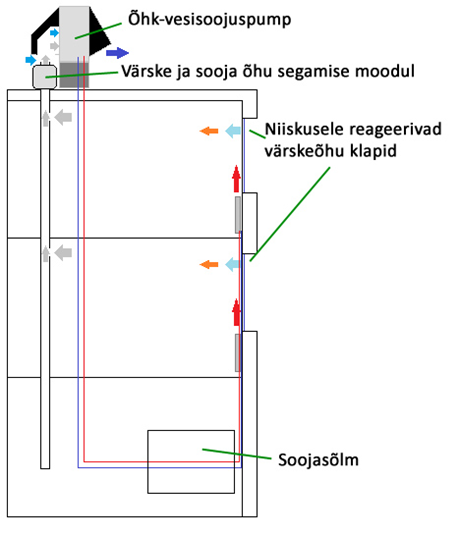 Õhk-vesisoojuspump
Värske ja sooja õhu segamise moodul
Niiskusele reageerivad
värskeõhu klapid
Soojasõlm